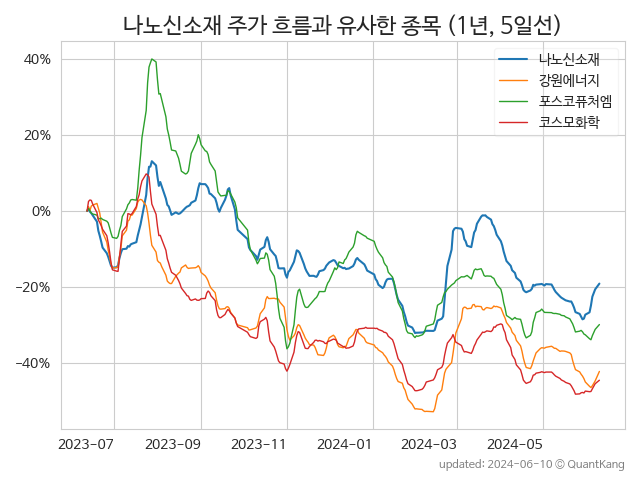 나노신소재 주가 흐름과 유사한 종목 (1년, 5일선)
나노신소재
강원에너지
포스코퓨처엠
코스모화학
40%
20%
0%
−20%
−40%
2023-07 2023-09 2023-11 2024-01 2024-03 2024-05
updated: 2024-06-10 © QuantKang